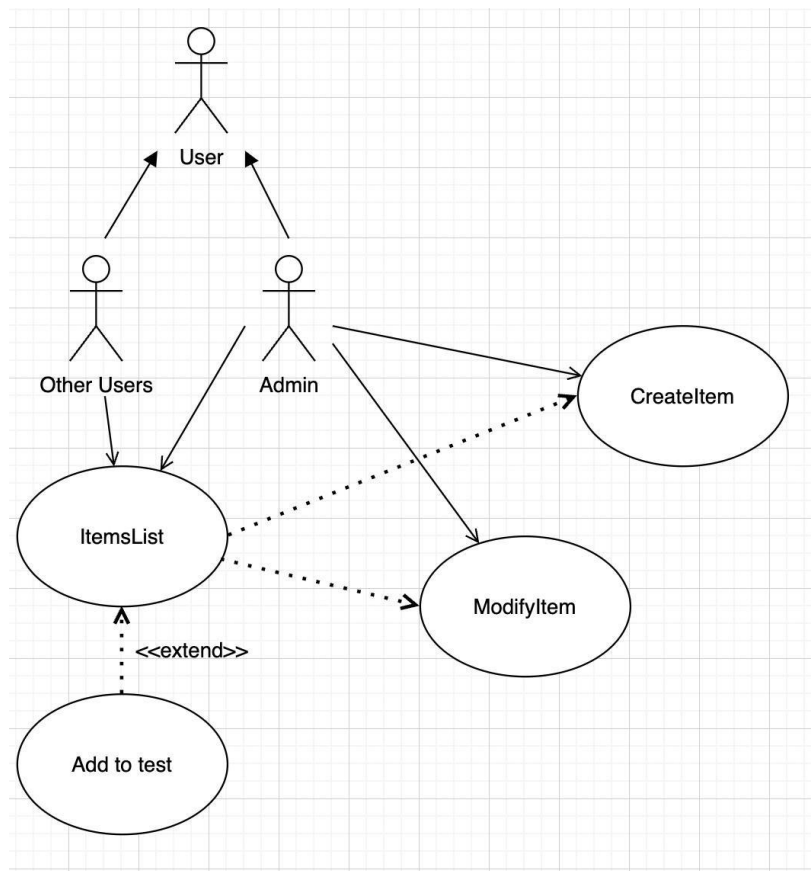 User
Other Users
Admin
CreateItem
ItemsList
ModifyItem
<<extend>>
Add to test